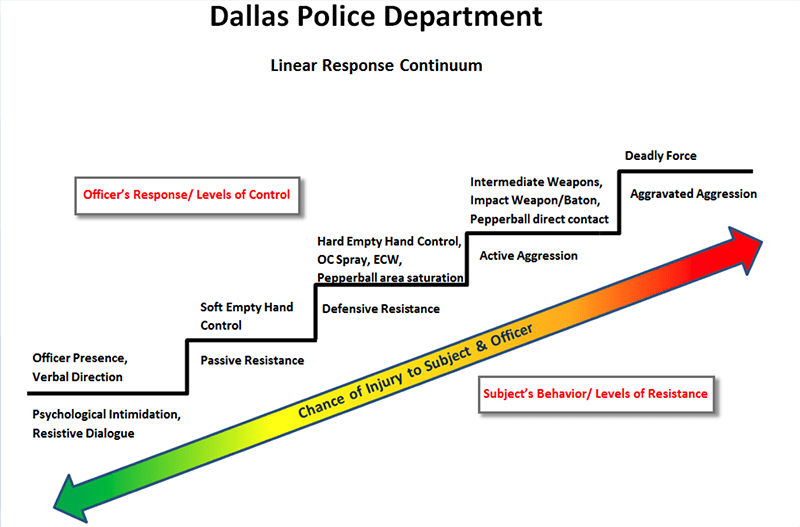 Dallas Police Department
Linear Response Continuum
Deadly Force
Aggravated Aggression
Intermediate Weapons,
Impact Weapon/Baton,
Pepperball direct contact
Active Aggression
Officer's Response/ Levels of Control
Hard Empty Hand Control,
OC Spray, ECW,
Pepperball area saturation
Defensive Resistance
Soft Empty Hand
Control
Passive Resistance
Officer Presence,
Verbal Direction
Psychological Intimidation,
Resistive Dialogue
Chance of Injury to Subject & Officer
Subject's Behavior/ Levels of Resistance